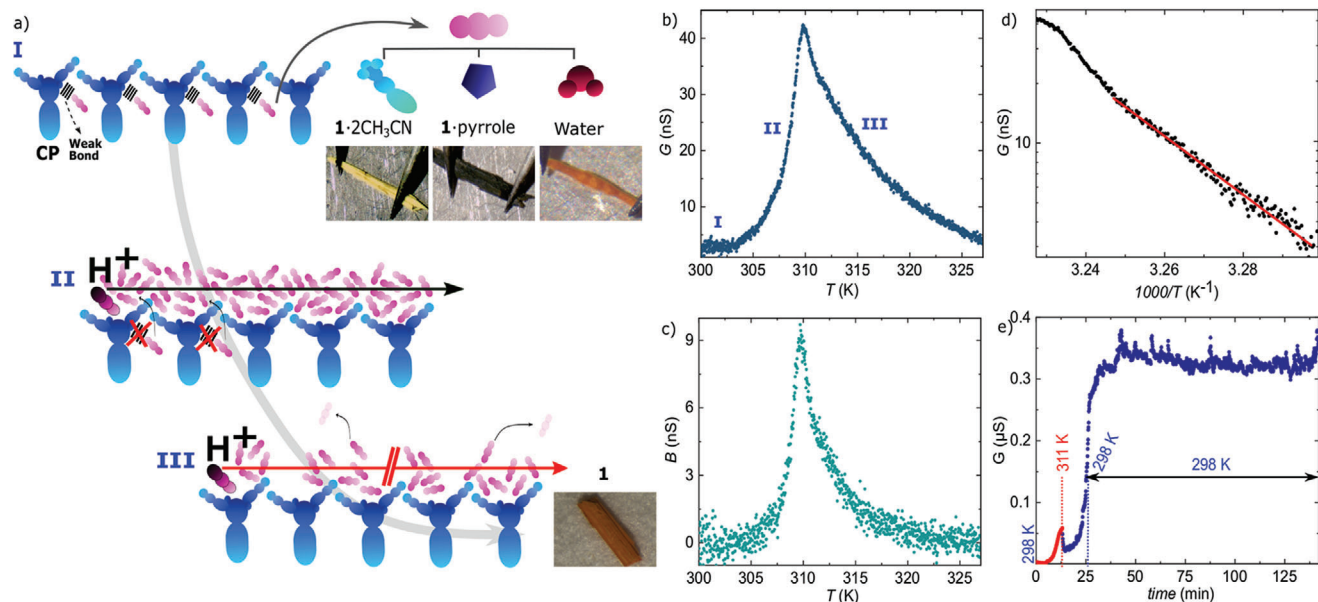 a)
I
CP
Weak
Bond
1·2CH₃CN
1·pyrrole
Water
II
H⁺
III
H⁺
1
b)
G (nS)
40
30
20
10
I
II
III
300 305 310 315 320 325
T (K)
c)
B (nS)
9
6
3
0
300 305 310 315 320 325
T (K)
d)
G (nS)
10
3.24 3.26 3.28
1000/T (K⁻¹)
e)
G (µS)
0.4
0.3
0.2
0.1
298 K
311 K
298 K
298 K
0 25 50 75 100 125
time (min)